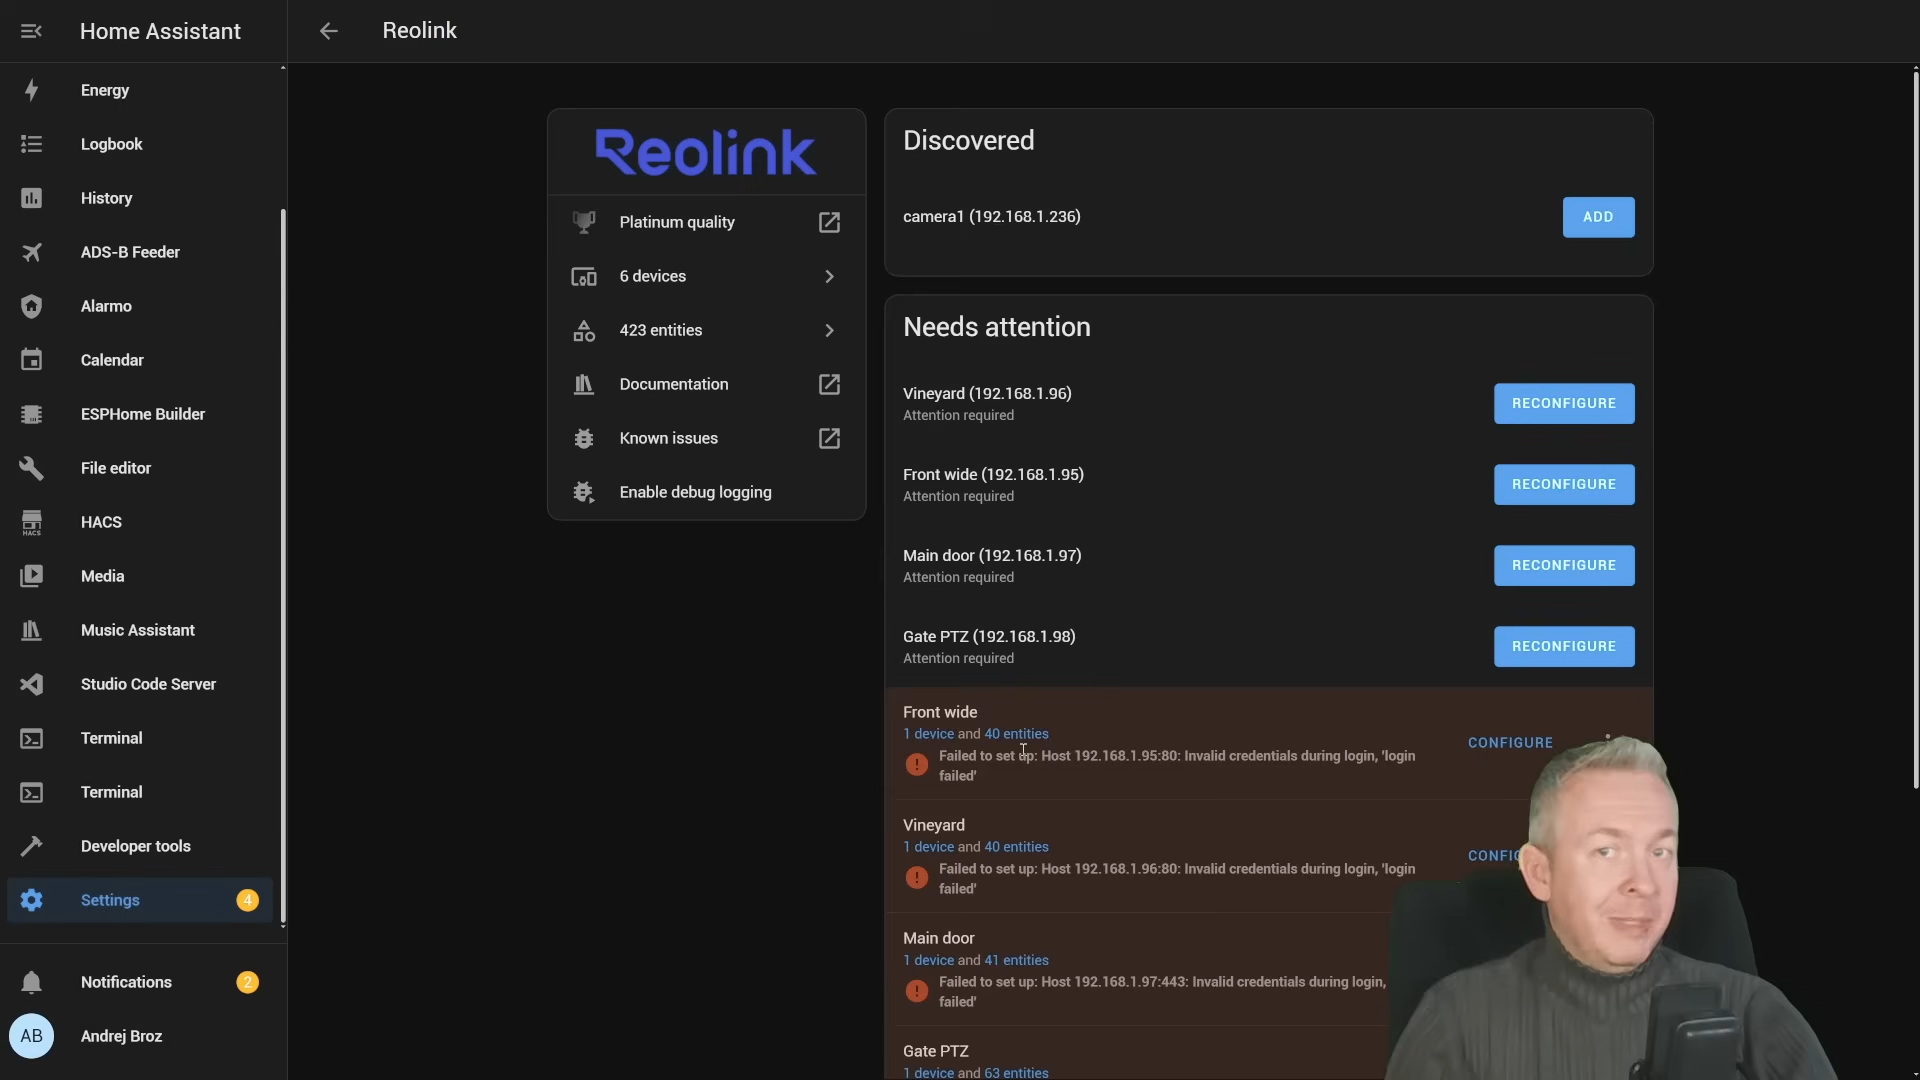 Home Assistant
Energy
Logbook
History
ADS-B Feeder
Alarmo
Calendar
ESPHome Builder
File editor
HACS
HACS
Media
Music Assistant
Studio Code Server
Terminal
Terminal
Developer tools
Settings
4
Notifications
2
AB
Andrej Broz
Reolink
Reolink
Platinum quality
6 devices
423 entities
Documentation
Known issues
Enable debug logging
Discovered
camera1 (192.168.1.236)
ADD
Needs attention
Vineyard (192.168.1.96)
Attention required
RECONFIGURE
Front wide (192.168.1.95)
Attention required
RECONFIGURE
Main door (192.168.1.97)
Attention required
RECONFIGURE
Gate PTZ (192.168.1.98)
Attention required
RECONFIGURE
Front wide
1 device and 40 entities
Failed to set up: Host 192.168.1.95:80: Invalid credentials during login, 'login
failed'
CONFIGURE
Vineyard
1 device and 40 entities
Failed to set up: Host 192.168.1.96:80: Invalid credentials during login, 'login
failed'
Main door
1 device and 41 entities
Failed to set up: Host 192.168.1.97:443: Invalid credentials during login,
failed'
Gate PTZ
1 device and 63 entities